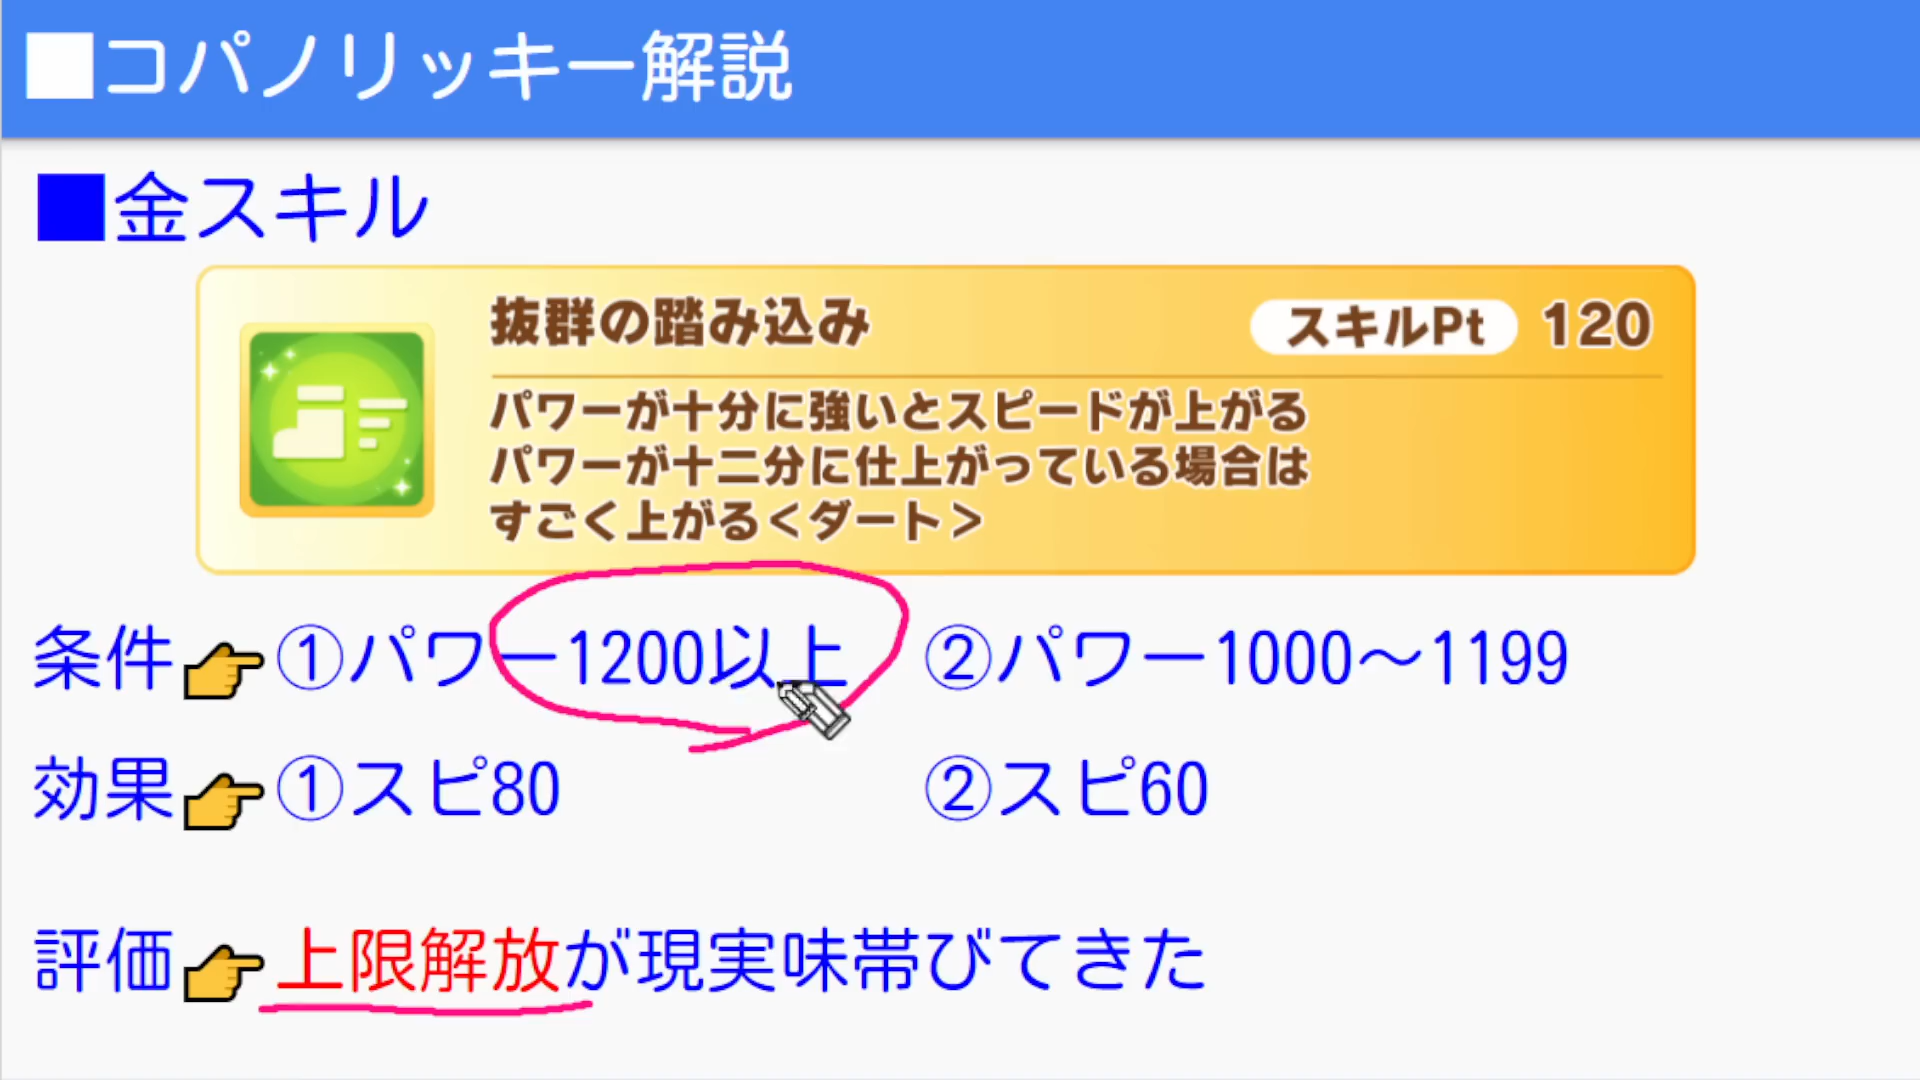 ■コパノリッキー解説
■金スキル
抜群の踏み込み スキルPt 120
パワーが十分に強いとスピードが上がる
パワーが十二分に仕上がっている場合は
すごく上がる＜ダート＞
条件👉①パワー1200以上 ②パワー1000～1199
効果👉①スピ80 ②スピ60
評価👉上限解放が現実味帯びてきた